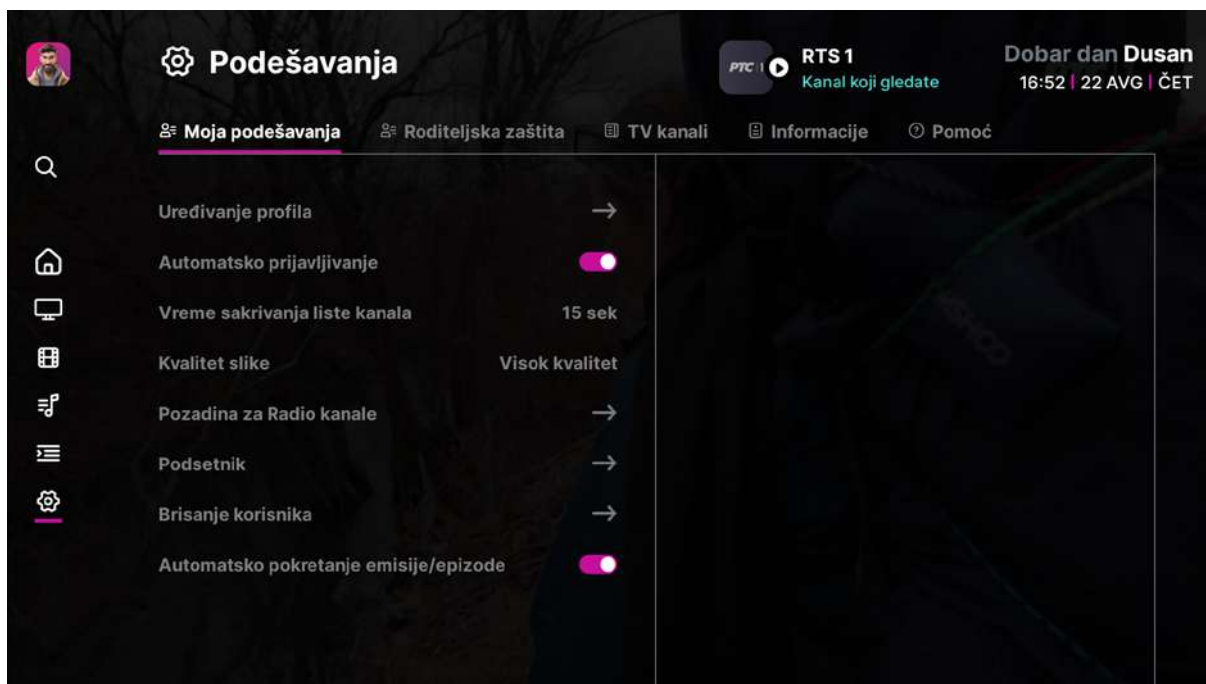 Podešavanja
РТС 1
RTS 1
Kanal koji gledate
Dobar dan Dusan
16:52 | 22 AVG | ČET
Moja podešavanja
Roditeljska zaštita
TV kanali
Informacije
Pomoć
Uređivanje profila
Automatsko prijavljivanje
Vreme sakrivanja liste kanala 15 sek
Kvalitet slike Visok kvalitet
Pozadina za Radio kanale
Podsetnik
Brisanje korisnika
Automatsko pokretanje emisije/epizode